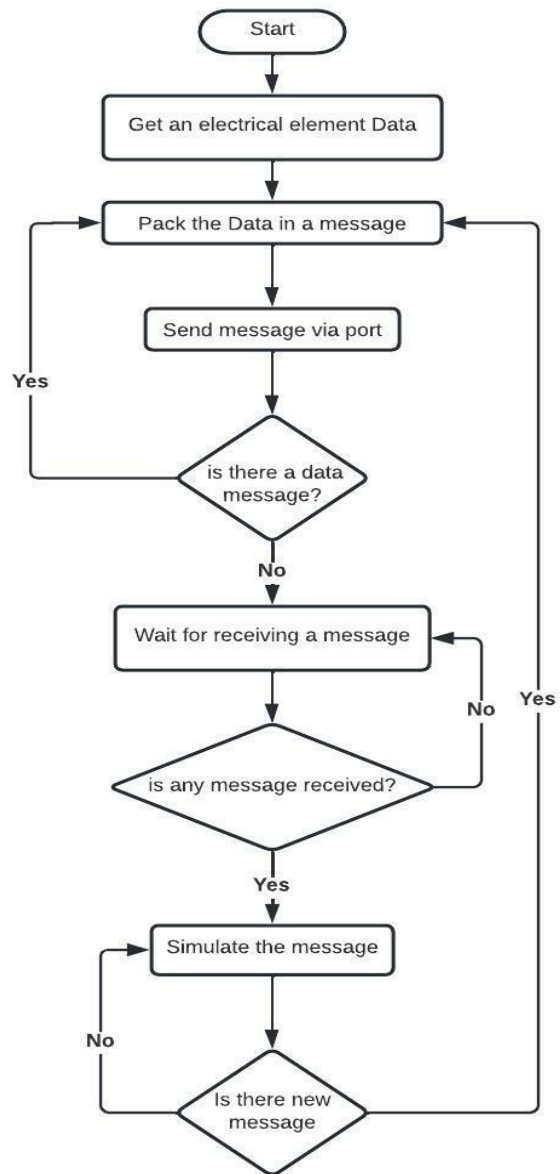 Start
Get an electrical element Data
Pack the Data in a message
Send message via port
Yes
is there a data
message?
No
Wait for receiving a message
Yes
No
is any message received?
Yes
Simulate the message
No
Is there new
message